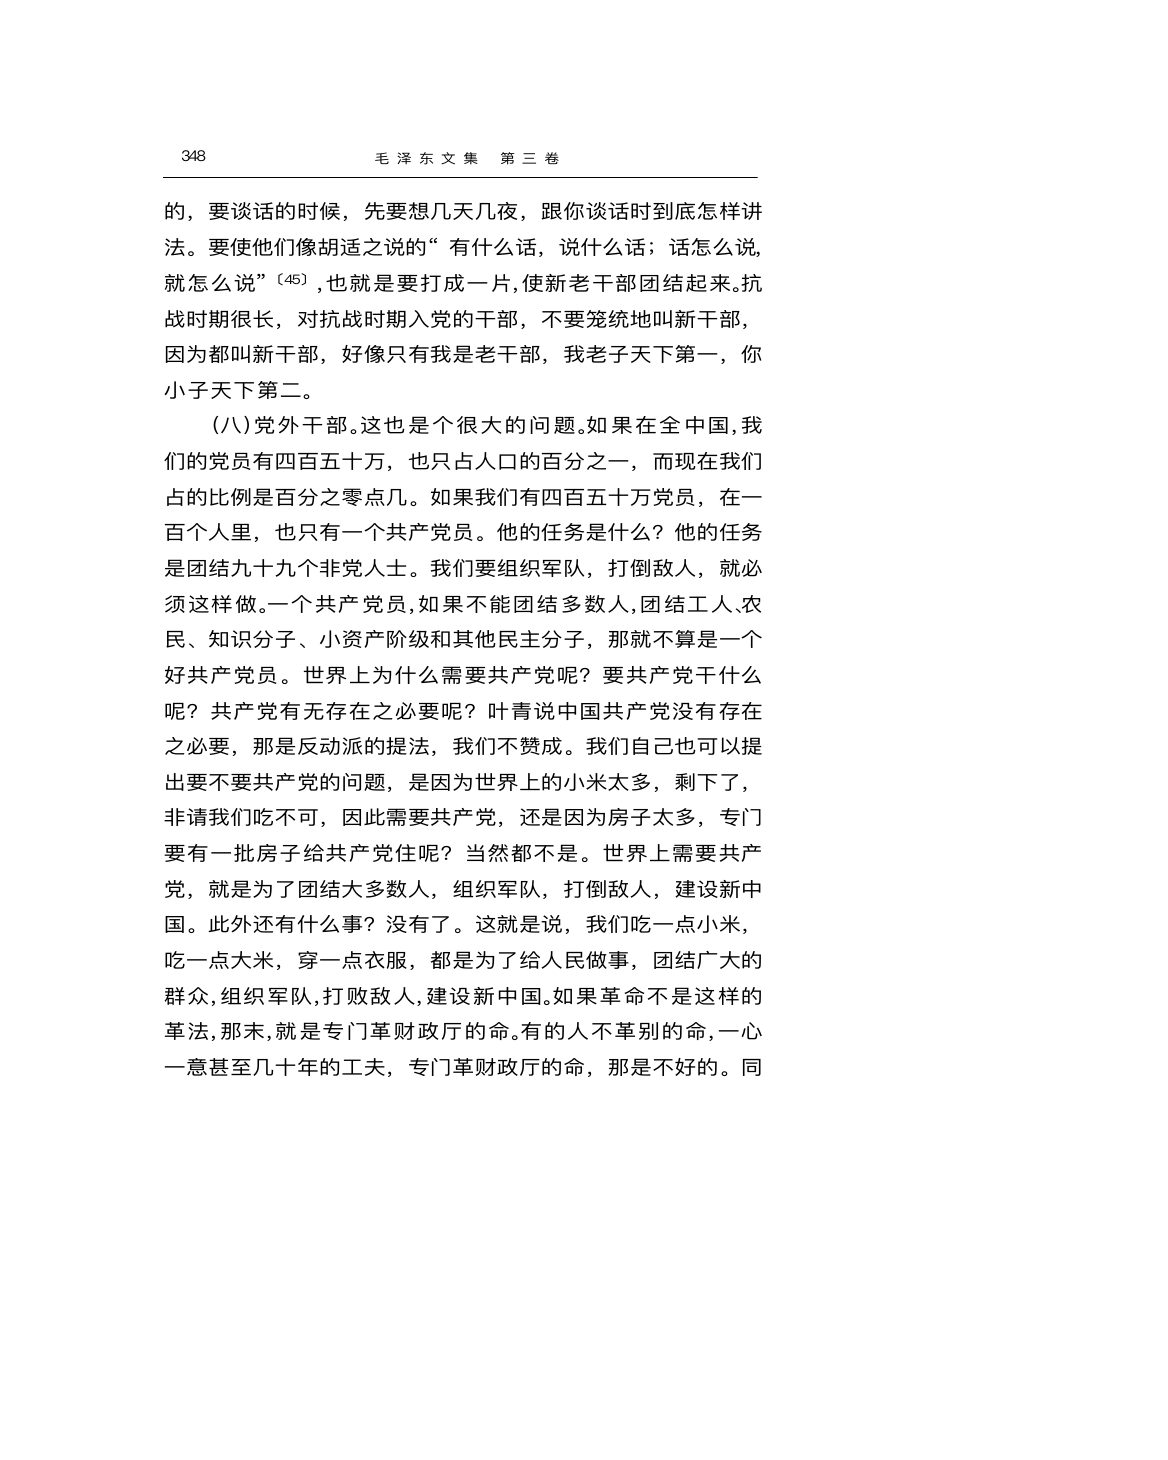 348
毛泽东文集 第三卷
的，要谈话的时候，先要想几天几夜，跟你谈话时到底怎样讲
法。要使他们像胡适之说的“有什么话，说什么话；话怎么说，
就怎么说”〔45〕，也就是要打成一片，使新老干部团结起来。抗
战时期很长，对抗战时期入党的干部，不要笼统地叫新干部，
因为都叫新干部，好像只有我是老干部，我老子天下第一，你
小子天下第二。
(八)党外干部。这也是个很大的问题。如果在全中国，我
们的党员有四百五十万，也只占人口的百分之一，而现在我们
占的比例是百分之零点几。如果我们有四百五十万党员，在一
百个人里，也只有一个共产党员。他的任务是什么？他的任务
是团结九十九个非党人士。我们要组织军队，打倒敌人，就必
须这样做。一个共产党员，如果不能团结多数人，团结工人、农
民、知识分子、小资产阶级和其他民主分子，那就不算是一个
好共产党员。世界上为什么需要共产党呢？要共产党干什么
呢？共产党有无存在之必要呢？叶青说中国共产党没有存在
之必要，那是反动派的提法，我们不赞成。我们自己也可以提
出要不要共产党的问题，是因为世界上的小米太多，剩下了，
非请我们吃不可，因此需要共产党，还是因为房子太多，专门
要有一批房子给共产党住呢？当然都不是。世界上需要共产
党，就是为了团结大多数人，组织军队，打倒敌人，建设新中
国。此外还有什么事？没有了。这就是说，我们吃一点小米，
吃一点大米，穿一点衣服，都是为了给人民做事，团结广大的
群众，组织军队，打败敌人，建设新中国。如果革命不是这样的
革法，那末，就是专门革财政厅的命。有的人不革别的命，一心
一意甚至几十年的工夫，专门革财政厅的命，那是不好的。同